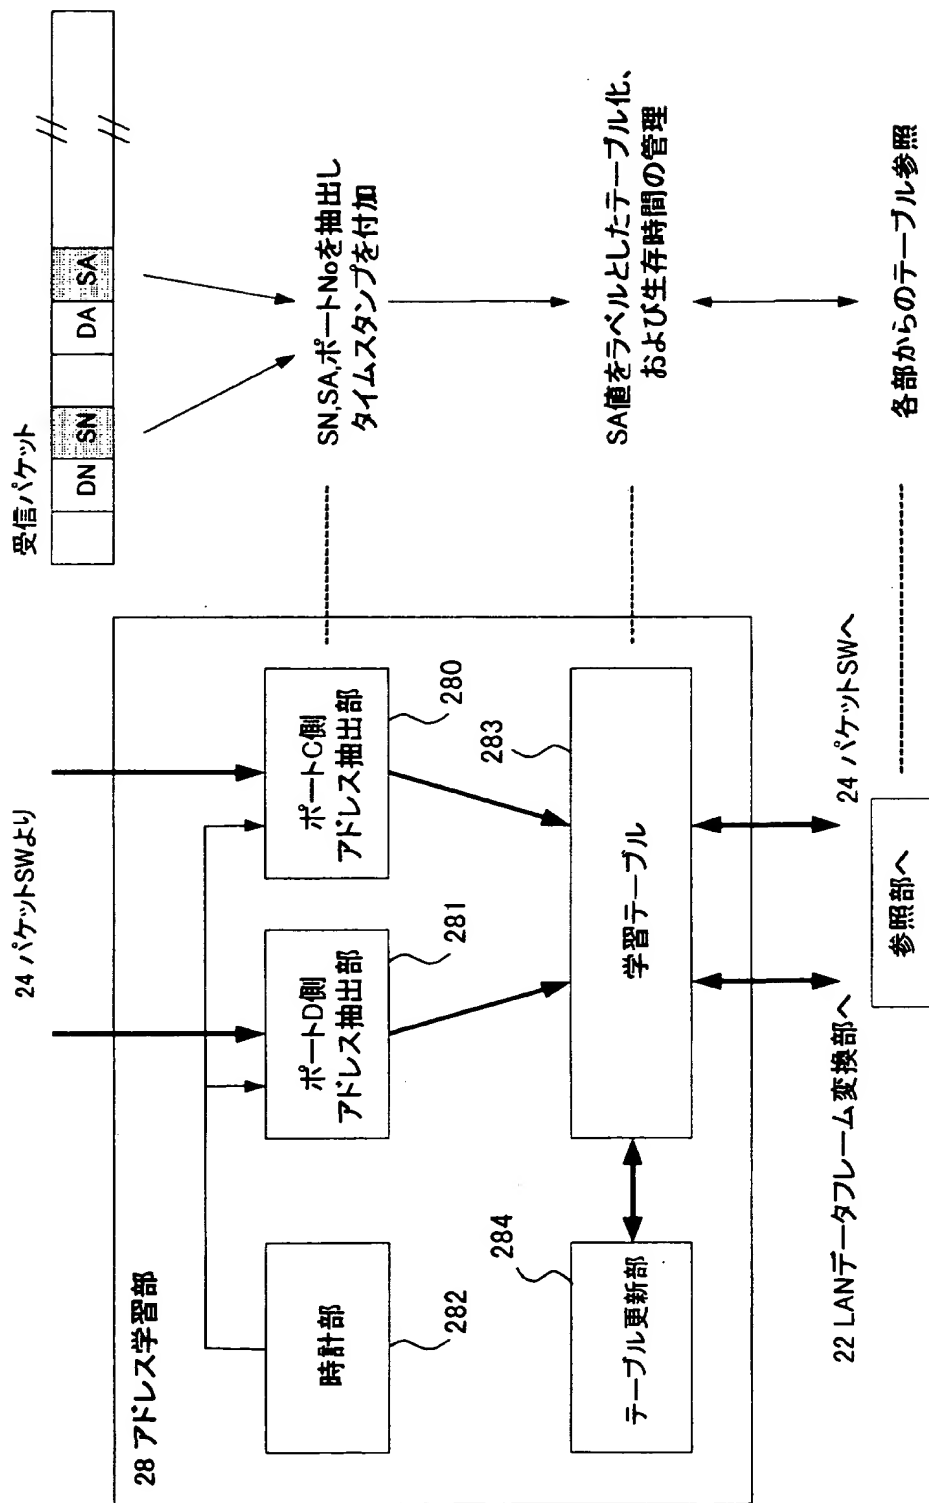 24 パケットSWより
28 アドレス学習部
時計部
282
ポートD側
アドレス抽出部
281
ポートC側
アドレス抽出部
280
テーブル更新部
284
学習テーブル
283
22 LANデータフレーム変換部へ
24 パケットSWへ
参照部へ
受信パケット
DN
SN
DA
SA
SN,SA,ポートNoを抽出し
タイムスタンプを付加
SA値をラベルとしたテーブル化、
および生存時間の管理
各部からのテーブル参照